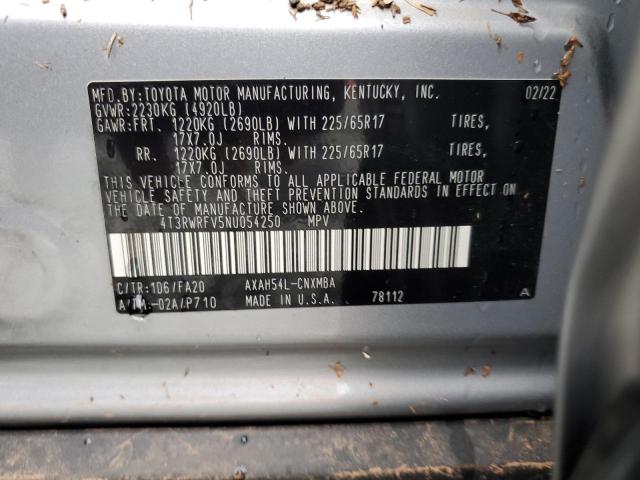 MFD.BY:TOYOTA MOTOR MANUFACTURING, KENTUCKY, INC. 02/22
GVWR:2230KG (4920LB)
GAWR:FRT. 1220KG (2690LB) WITH 225/65R17 TIRES,
17X7.0J RIMS.
RR. 1220KG (2690LB) WITH 225/65R17 TIRES,
17X7.0J RIMS.
THIS VEHICLE CONFORMS TO ALL APPLICABLE FEDERAL MOTOR
VEHICLE SAFETY AND THEFT PREVENTION STANDARDS IN EFFECT ON
THE DATE OF MANUFACTURE SHOWN ABOVE.
4T3RWRFV5NU054250 MPV
C/TR:1D6/FA20 AXAH54L-CNXMBA
-02A/P710 MADE IN U.S.A. 78112 A